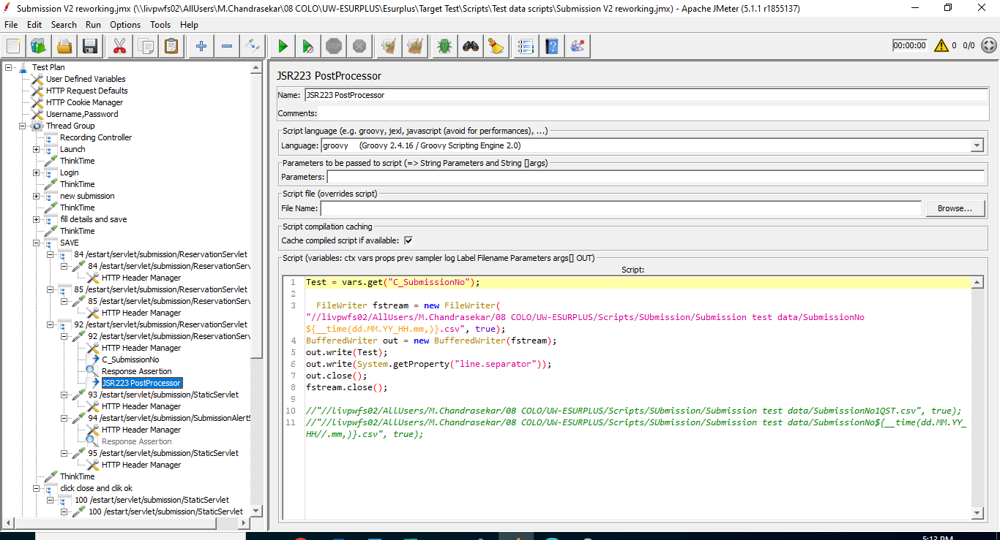 Submission V2 reworking.jmx (\\livpwfs02\AllUsers\M.Chandrasekar\08 COLO\UW-ESURPLUS\Esurplus\Target Test\Scripts\Test data scripts\Submission V2 reworking.jmx) - Apache JMeter (5.1.1 r1855137)
File Edit Search Run Options Tools Help
00:00:00 0 0/0
Test Plan
User Defined Variables
HTTP Request Defaults
HTTP Cookie Manager
Username,Password
Thread Group
Recording Controller
Launch
ThinkTime
Login
ThinkTime
new submission
ThinkTime
fill details and save
ThinkTime
SAVE
84 /estart/servlet/submission/ReservationServlet
84 /estart/servlet/submission/ReservationServ
HTTP Header Manager
85 /estart/servlet/submission/ReservationServlet
85 /estart/servlet/submission/ReservationServ
HTTP Header Manager
92 /estart/servlet/submission/ReservationServlet
92 /estart/servlet/submission/ReservationServ
HTTP Header Manager
C_SubmissionNo
Response Assertion
JSR223 PostProcessor
93 /estart/servlet/submission/StaticServlet
HTTP Header Manager
94 /estart/servlet/submission/SubmissionAlertS
HTTP Header Manager
Response Assertion
95 /estart/servlet/submission/StaticServlet
HTTP Header Manager
ThinkTime
click close and clik ok
100 /estart/servlet/submission/StaticServlet
100 /estart/servlet/submission/StaticServlet
JSR223 PostProcessor
Name: JSR223 PostProcessor
Comments:
Script language (e.g. groovy, jexl, javascript (avoid for performances), ...)
Language: groovy (Groovy 2.4.16 / Groovy Scripting Engine 2.0)
Parameters to be passed to script (=> String Parameters and String []args)
Parameters:
Script file (overrides script)
File Name: Browse...
Script compilation caching
Cache compiled script if available:
Script (variables: ctx vars props prev sampler log Label Filename Parameters args[] OUT)
Script:
1 Test = vars.get("C_SubmissionNo");
2
3 FileWriter fstream = new FileWriter(
"//livpwfs02/AllUsers/M.Chandrasekar/08 COLO/UW-ESURPLUS/Scripts/SUbmission/Submission test data/SubmissionNo
${__time(dd.MM.YY_HH.mm,)}.csv", true);
4 BufferedWriter out = new BufferedWriter(fstream);
5 out.write(Test);
6 out.write(System.getProperty("line.separator"));
7 out.close();
8 fstream.close();
9
10 //"//livpwfs02/AllUsers/M.Chandrasekar/08 COLO/UW-ESURPLUS/Scripts/SUbmission/Submission test data/SubmissionNo1QST.csv", true);
11 //"//livpwfs02/AllUsers/M.Chandrasekar/08 COLO/UW-ESURPLUS/Scripts/SUbmission/Submission test data/SubmissionNo${__time(dd.MM.YY_
HH//.mm,)}.csv", true);
5:13 PM